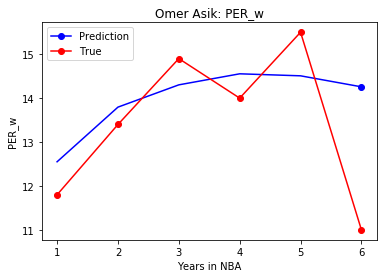 Omer Asik: PER_w
Prediction
True
15
14
13
12
11
PER_w
1 2 3 4 5 6
Years in NBA